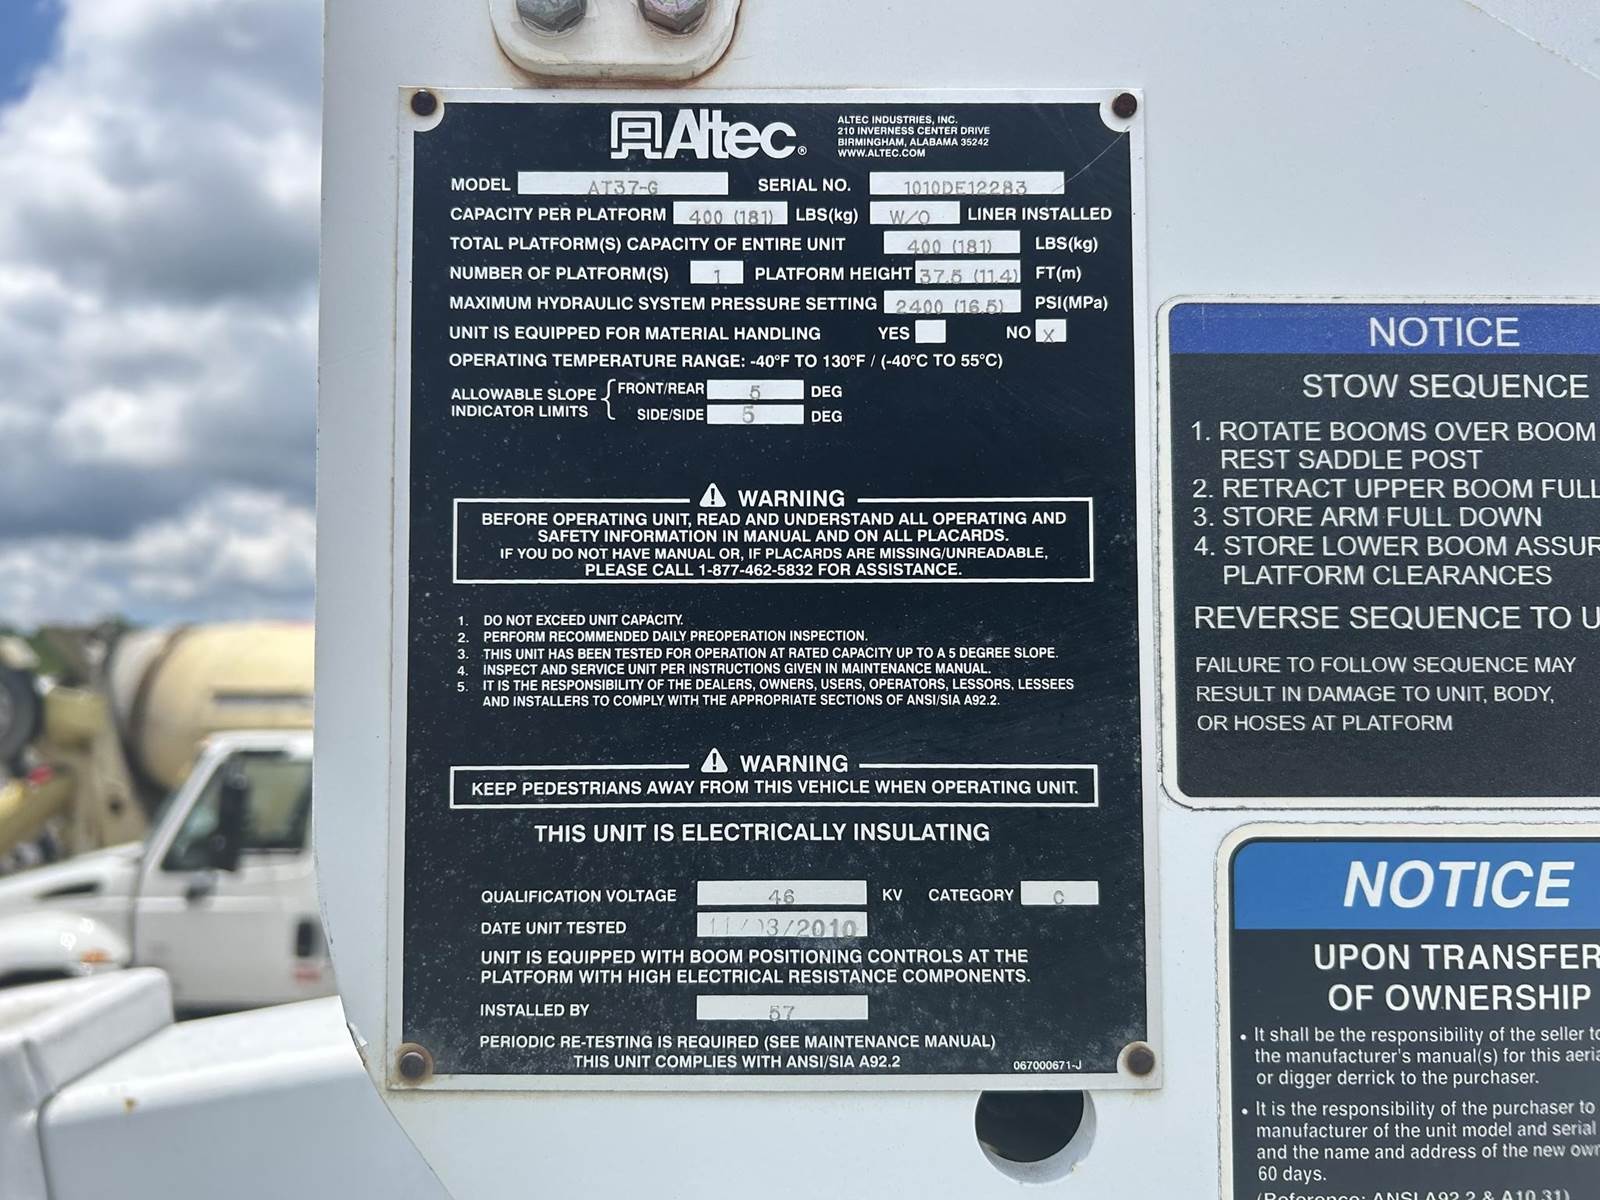 Altec®
ALTEC INDUSTRIES, INC.
210 INVERNESS CENTER DRIVE
BIRMINGHAM, ALABAMA 35242
WWW.ALTEC.COM
MODEL AT37-G SERIAL NO. 1010DE12283
CAPACITY PER PLATFORM 400 (181) LBS(kg) W/O LINER INSTALLED
TOTAL PLATFORM(S) CAPACITY OF ENTIRE UNIT 400 (181) LBS(kg)
NUMBER OF PLATFORM(S) 1 PLATFORM HEIGHT 37.5 (11.4) FT(m)
MAXIMUM HYDRAULIC SYSTEM PRESSURE SETTING 2400 (16.5) PSI(MPa)
UNIT IS EQUIPPED FOR MATERIAL HANDLING YES NO X
OPERATING TEMPERATURE RANGE: -40°F TO 130°F / (-40°C TO 55°C)
ALLOWABLE SLOPE
INDICATOR LIMITS
FRONT/REAR 5 DEG
SIDE/SIDE 5 DEG
WARNING
BEFORE OPERATING UNIT, READ AND UNDERSTAND ALL OPERATING AND
SAFETY INFORMATION IN MANUAL AND ON ALL PLACARDS.
IF YOU DO NOT HAVE MANUAL OR, IF PLACARDS ARE MISSING/UNREADABLE,
PLEASE CALL 1-877-462-5832 FOR ASSISTANCE.
1. DO NOT EXCEED UNIT CAPACITY.
2. PERFORM RECOMMENDED DAILY PREOPERATION INSPECTION.
3. THIS UNIT HAS BEEN TESTED FOR OPERATION AT RATED CAPACITY UP TO A 5 DEGREE SLOPE.
4. INSPECT AND SERVICE UNIT PER INSTRUCTIONS GIVEN IN MAINTENANCE MANUAL.
5. IT IS THE RESPONSIBILITY OF THE DEALERS, OWNERS, USERS, OPERATORS, LESSORS, LESSEES
AND INSTALLERS TO COMPLY WITH THE APPROPRIATE SECTIONS OF ANSI/SIA A92.2.
WARNING
KEEP PEDESTRIANS AWAY FROM THIS VEHICLE WHEN OPERATING UNIT.
THIS UNIT IS ELECTRICALLY INSULATING
QUALIFICATION VOLTAGE 46 KV CATEGORY C
DATE UNIT TESTED
UNIT IS EQUIPPED WITH BOOM POSITIONING CONTROLS AT THE
PLATFORM WITH HIGH ELECTRICAL RESISTANCE COMPONENTS.
INSTALLED BY 57
PERIODIC RE-TESTING IS REQUIRED (SEE MAINTENANCE MANUAL)
THIS UNIT COMPLIES WITH ANSI/SIA A92.2
067000671-J
NOTICE
STOW SEQUENCE
1. ROTATE BOOMS OVER BOOM
REST SADDLE POST
2. RETRACT UPPER BOOM FULL
3. STORE ARM FULL DOWN
4. STORE LOWER BOOM ASSUR
PLATFORM CLEARANCES
REVERSE SEQUENCE TO U
FAILURE TO FOLLOW SEQUENCE MAY
RESULT IN DAMAGE TO UNIT, BODY,
OR HOSES AT PLATFORM
NOTICE
UPON TRANSFER
OF OWNERSHIP
• It shall be the responsibility of the seller to
the manufacturer's manual(s) for this aeria
or digger derrick to the purchaser.
• It is the responsibility of the purchaser to
manufacturer of the unit model and serial
and the name and address of the new own
60 days.
(Reference: ANSI A92.2 & A10.31)